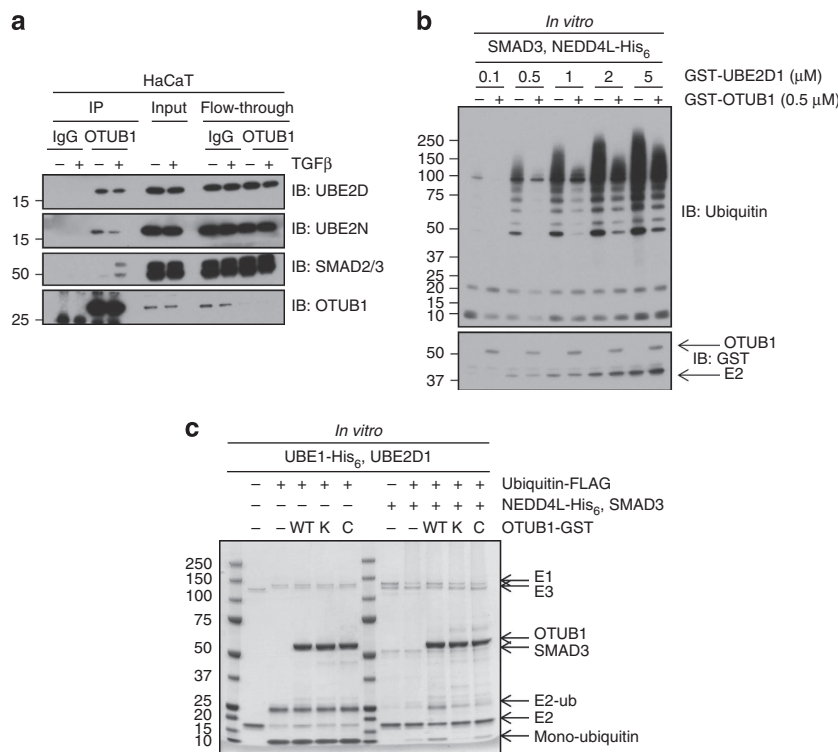 a
HaCaT
IP Input Flow-through
IgG OTUB1 IgG OTUB1
– + – + – + – + – + TGFβ
15 IB: UBE2D
15 IB: UBE2N
50 IB: SMAD2/3
25 IB: OTUB1
b
In vitro
SMAD3, NEDD4L-His6
0.1 0.5 1 2 5 GST-UBE2D1 (μM)
– + – + – + – + – + GST-OTUB1 (0.5 μM)
250
150
100
75
50
37
25
20
15
10
IB: Ubiquitin
50
37
OTUB1
IB: GST
E2
c
In vitro
UBE1-His6, UBE2D1
– + + + + – + + + + Ubiquitin-FLAG
– – – – – + + + + + NEDD4L-His6, SMAD3
– – WT K C – – WT K C OTUB1-GST
250
150
100
75
50
37
25
20
15
10
E1
E3
OTUB1
SMAD3
E2-ub
E2
Mono-ubiquitin